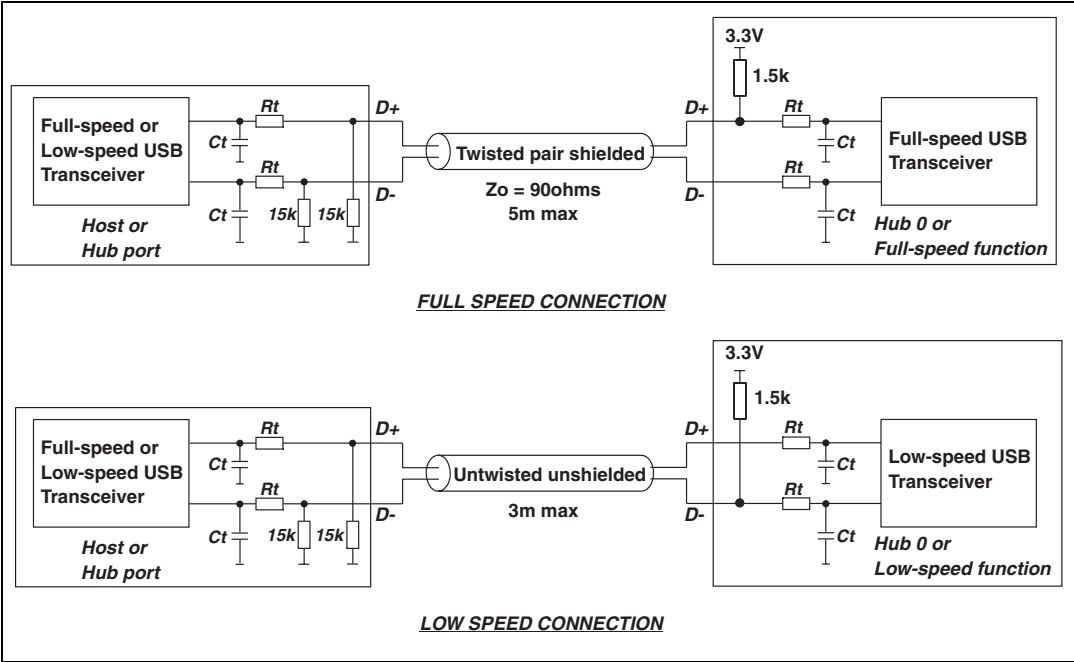 3.3V
1.5k
Full-speed or
Low-speed USB
Transceiver
Rt
Ct
Rt
Ct
15k
15k
D+
D-
Host or
Hub port
Twisted pair shielded
Zo = 90ohms
5m max
D+
D-
Rt
Ct
Rt
Ct
Full-speed USB
Transceiver
Hub 0 or
Full-speed function
FULL SPEED CONNECTION
3.3V
1.5k
Full-speed or
Low-speed USB
Transceiver
Rt
Ct
Rt
Ct
15k
15k
D+
D-
Host or
Hub port
Untwisted unshielded
3m max
D+
D-
Rt
Ct
Rt
Ct
Low-speed USB
Transceiver
Hub 0 or
Low-speed function
LOW SPEED CONNECTION